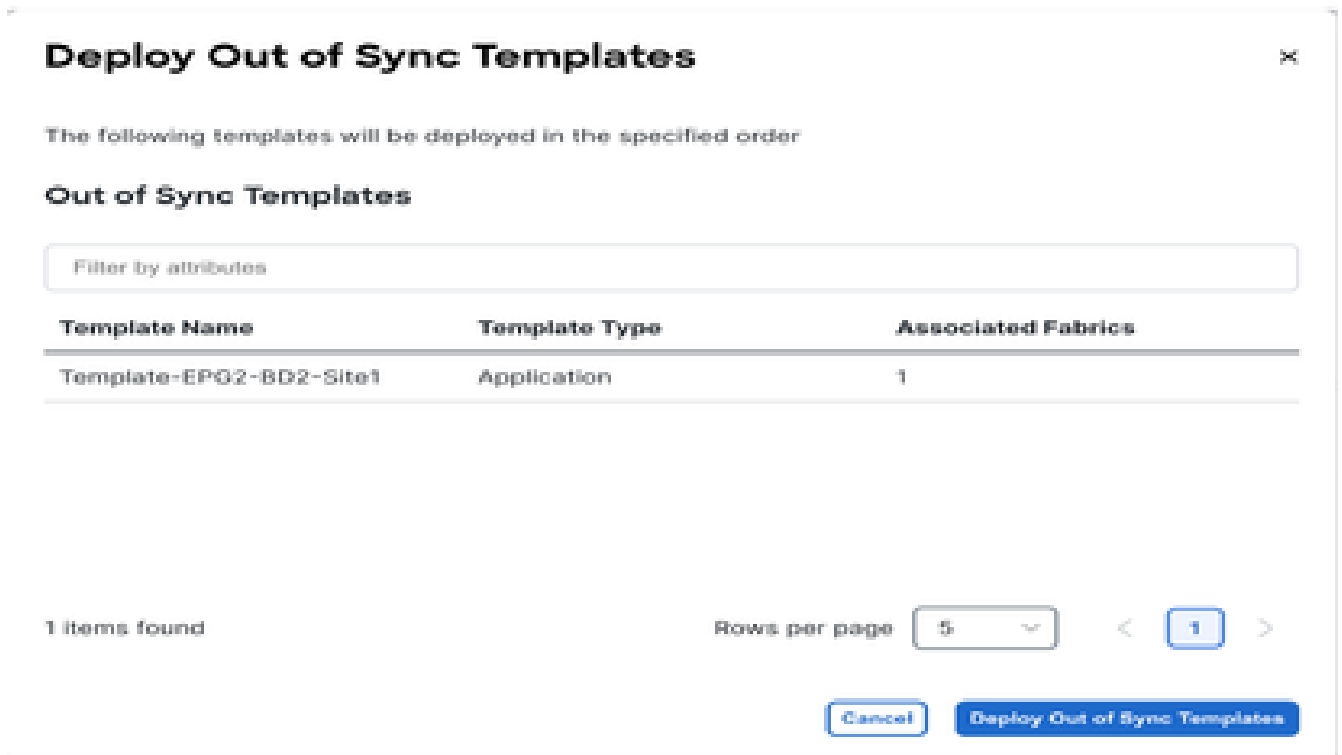 Deploy Out of Sync Templates
The following templates will be deployed in the specified order
Out of Sync Templates
Filter by attributes
Template Name Template Type Associated Fabrics
Template-EPG2-BD2-Site1 Application 1
1 items found Rows per page 5 1
Cancel Deploy Out of Sync Templates